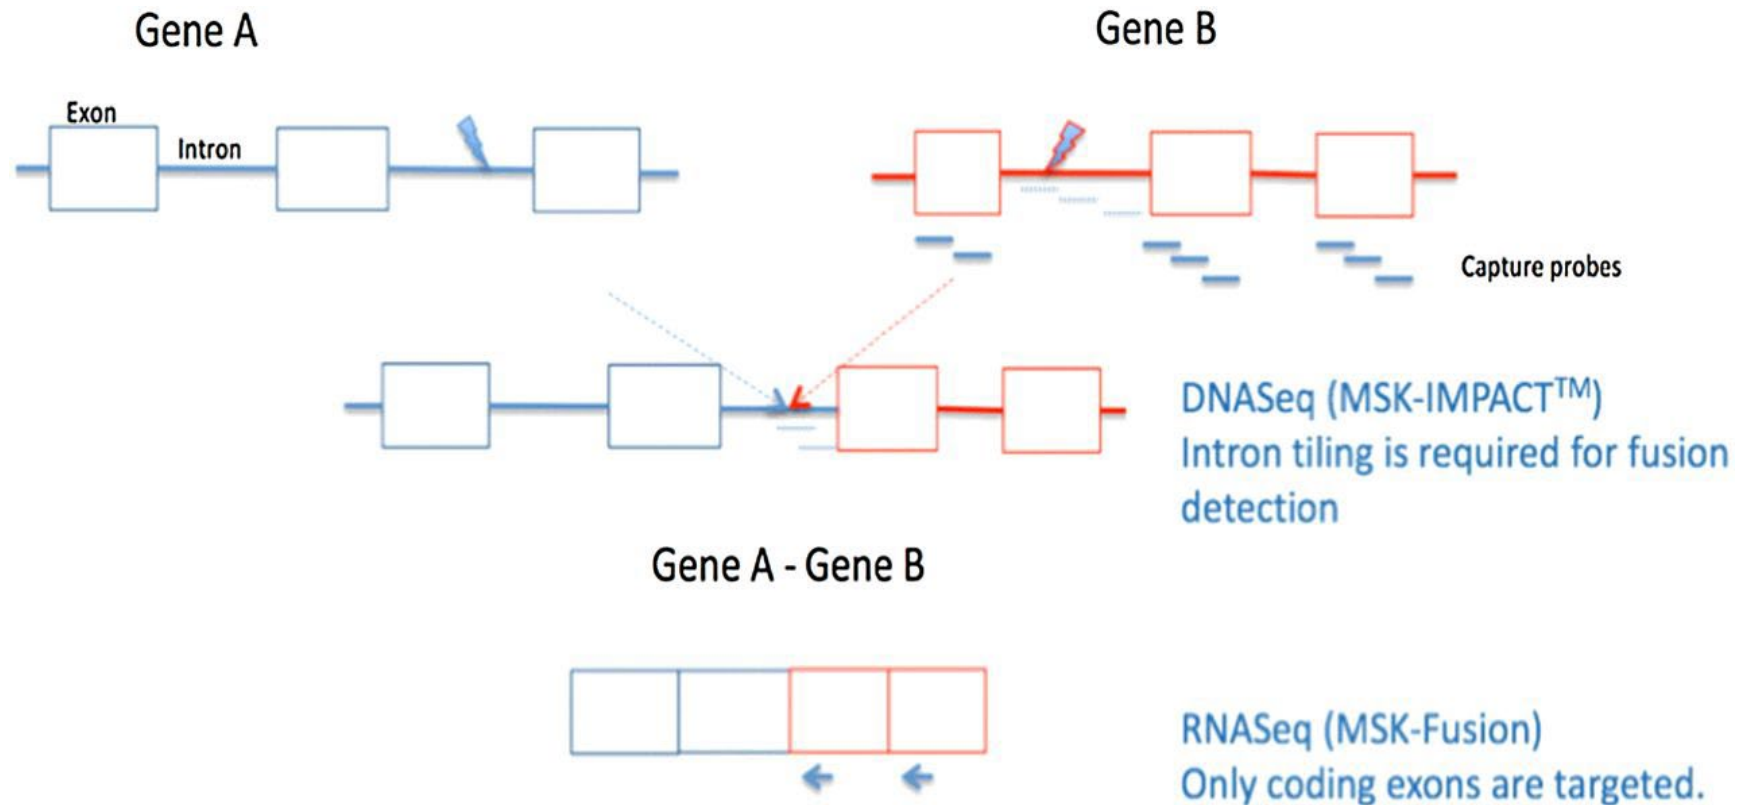 Gene A
Gene B
Exon
Intron
Capture probes
DNASeq (MSK-IMPACT™)
Intron tiling is required for fusion
detection
Gene A - Gene B
RNASeq (MSK-Fusion)
Only coding exons are targeted.